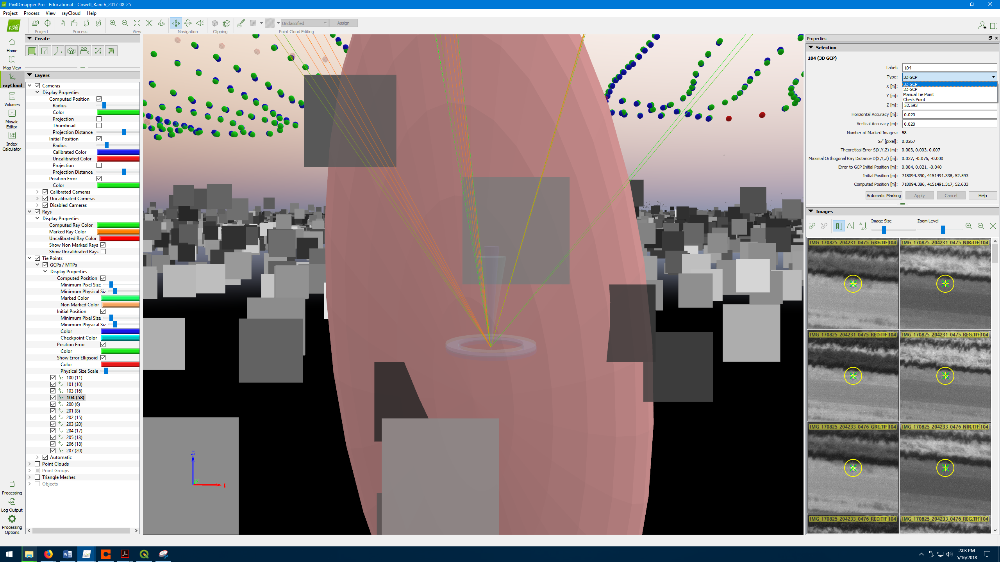 Pix4Dmapper Pro - Educational - Cowell_Ranch_2017-08-25
Project Process View rayCloud Help
PIX4D
Unclassified Assign
Project Process View Navigation Clipping Point Cloud Editing
Home
Map View
rayCloud
Volumes
Mosaic
Editor
Index
Calculator
Processing
Log Output
Processing
Options
Create
Layers
Cameras
Display Properties
Computed Position
Radius
Color
Projection
Thumbnail
Projection Distance
Initial Position
Radius
Calibrated Color
Uncalibrated Color
Projection
Projection Distance
Position Error
Color
Calibrated Cameras
Uncalibrated Cameras
Disabled Cameras
Rays
Display Properties
Computed Ray Color
Marked Ray Color
Uncalibrated Ray Color
Show Non Marked Rays
Show Uncalibrated Rays
Tie Points
GCPs / MTPs
Display Properties
Computed Position
Minimum Pixel Size
Minimum Physical Siz
Marked Color
Non Marked Color
Initial Position
Minimum Pixel Size
Minimum Physical Siz
Color
Checkpoint Color
Position Error
Color
Show Error Ellipsoid
Color
Physical Size Scale
100 (11)
101 (10)
103 (16)
104 (58)
200 (6)
201 (8)
202 (15)
203 (20)
204 (17)
205 (13)
206 (18)
207 (20)
Automatic
Point Clouds
Point Groups
Triangle Meshes
Objects
Z
Properties
Selection
104 (3D GCP)
Label: 104
Type: 3D GCP
3D GCP
2D GCP
Manual Tie Point
Check Point
X [m]:
Y [m]:
Z [m]: 52.593
Horizontal Accuracy [m]: 0.020
Vertical Accuracy [m]: 0.020
Number of Marked Images: 58
S₀² [pixel]: 0.0267
Theoretical Error S(X,Y,Z) [m]: 0.003, 0.003, 0.007
Maximal Orthogonal Ray Distance D(X,Y,Z) [m]: 0.027, -0.075, -0.000
Error to GCP Initial Position [m]: 0.004, 0.021, -0.040
Initial Position [m]: 718094.390, 4151491.338, 52.593
Computed Position [m]: 718094.386, 4151491.317, 52.633
Automatic Marking Apply Cancel Help
Images
Image Size Zoom Level
IMG_170825_204231_0475_GRE.TIF 104
IMG_170825_204231_0475_NIR.TIF 104
IMG_170825_204231_0475_RED.TIF 104
IMG_170825_204231_0475_REG.TIF 104
IMG_170825_204233_0476_GRE.TIF 104
IMG_170825_204233_0476_NIR.TIF 104
IMG_170825_204233_0476_RED.TIF 104
IMG_170825_204233_0476_REG.TIF 104
2:03 PM
5/16/2018